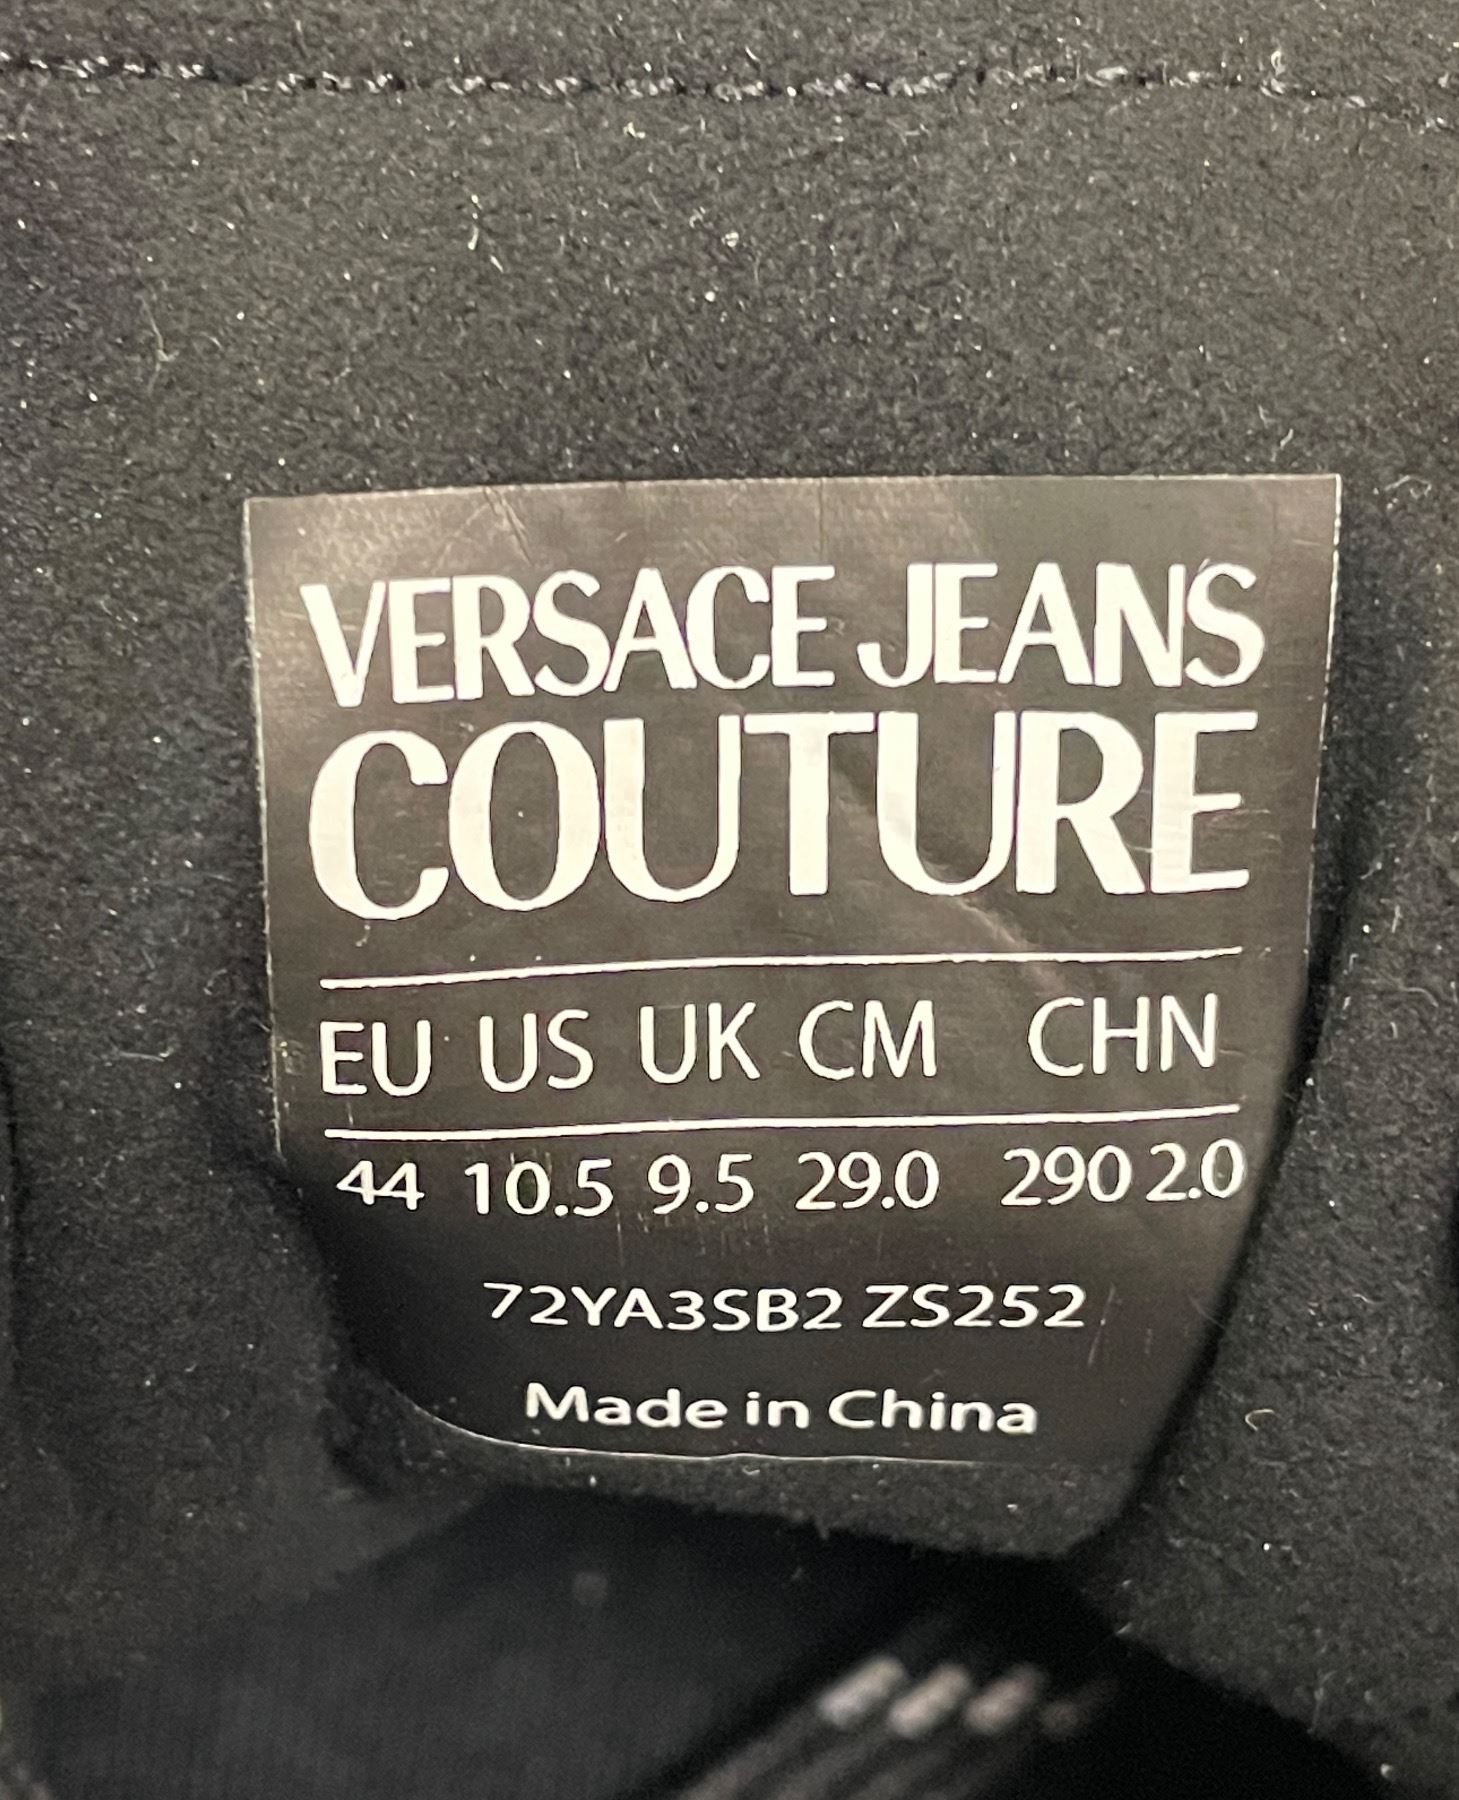 VERSACE JEANS
COUTURE
EU US UK CM CHN
44 10.5 9.5 29.0 290 2.0
72YA3SB2 ZS252
Made in China